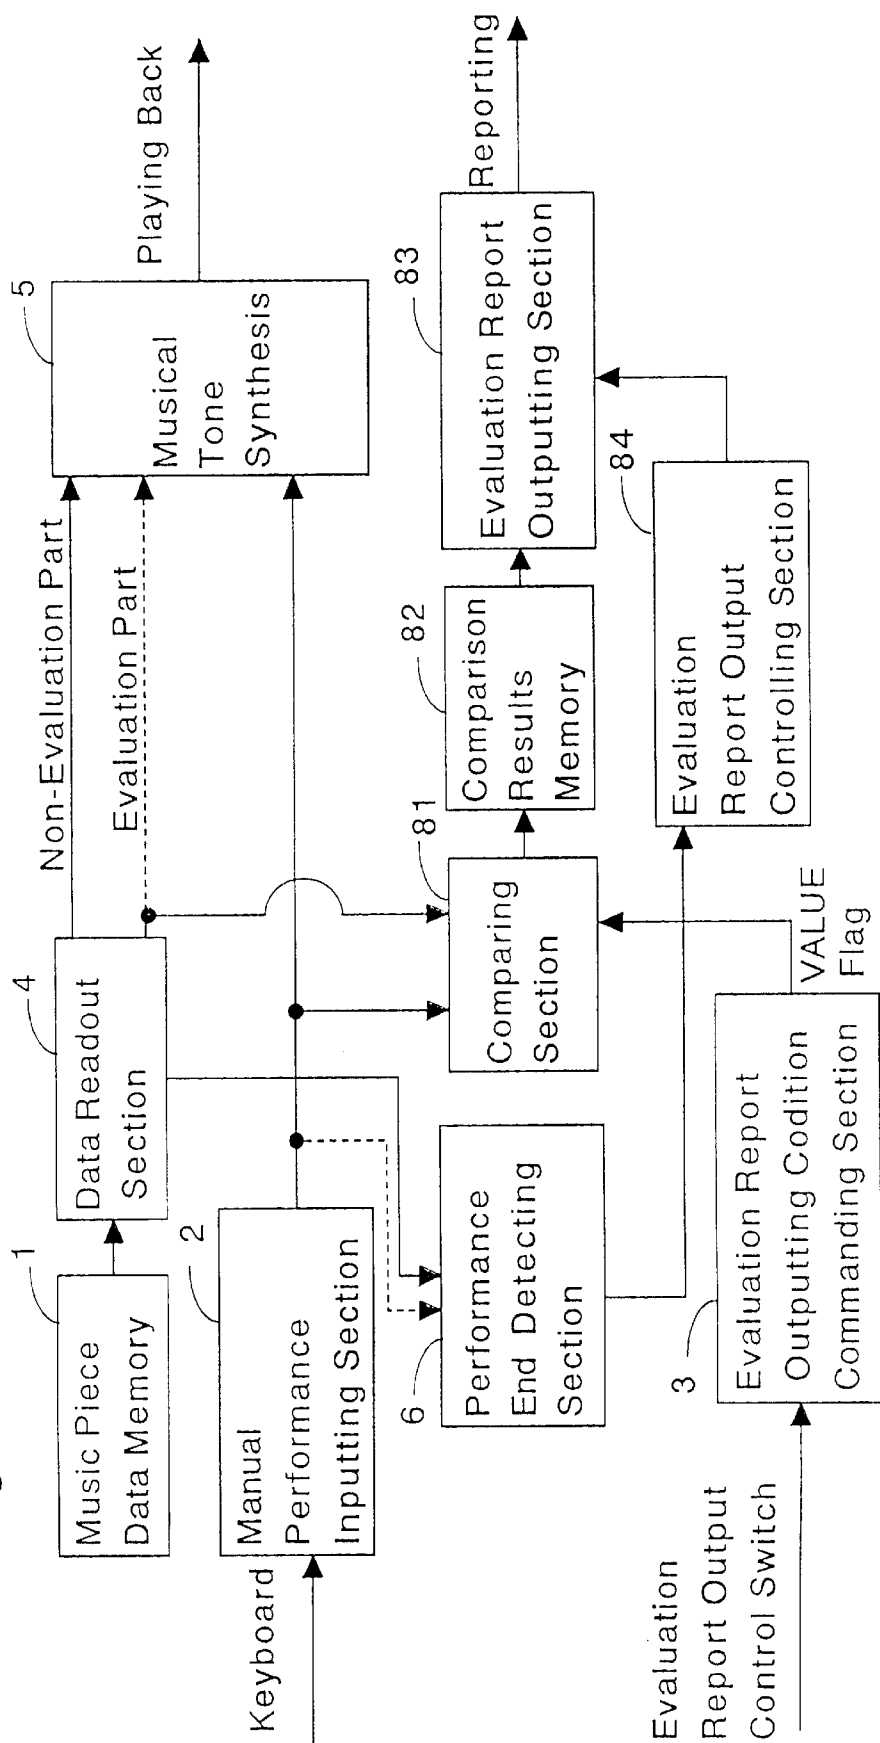 1
Music Piece
Data Memory
4
Data Readout
Section
Non-Evaluation Part
Evaluation Part
5
Musical
Tone
Synthesis
Playing Back
Keyboard
2
Manual
Performance
Inputting Section
6
Performance
End Detecting
Section
81
Comparing
Section
82
Comparison
Results
Memory
83
Evaluation Report
Outputting Section
Reporting
84
Evaluation
Report Output
Controlling Section
Evaluation
Report Output
Control Switch
3
Evaluation Report
Outputting Codition
Commanding Section
VALUE
Flag